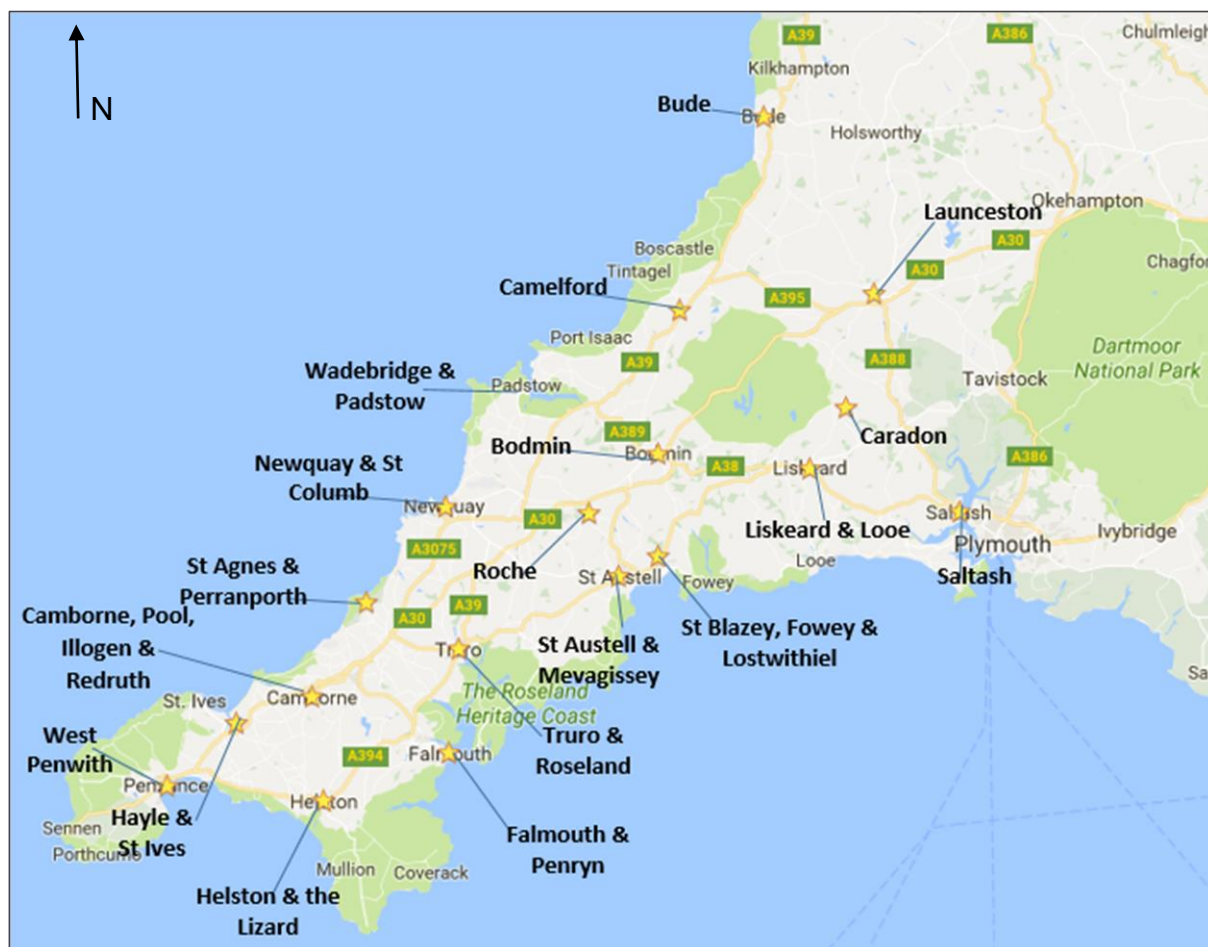 N
A39
A386
Chulmleigh
Kilkhampton
Bude
Bude
Holsworthy
Okehampton
Launceston
A30
Boscastle
Chagf
Tintagel
A30
Camelford
A395
Port Isaac
A39
A388
Dartmoor
National Park
Wadebridge &
Padstow
Padstow
Tavistock
A389
Caradon
Bodmin
Bodmin
A38
A386
Newquay & St
Columb
Liskeard
Newquay
A30
Saltash
Liskeard & Looe
Ivybridge
Plymouth
A3075
Roche
St Austell
Fowey
Looe
Saltash
St Agnes &
Perranporth
A39
A30
Camborne, Pool,
Illogen &
Redruth
St Austell &
Mevagissey
St Blazey, Fowey &
Lostwithiel
Truro
Sa
The Roseland
Heritage Coast
Camborne
St. Ives
West
Penwith
Truro &
Roseland
A394
Falmouth
Penzance
Helston
Hayle &
St Ives
Sennen
Porthcurno
Falmouth &
Penryn
Mullion
Coverack
Helston & the
Lizard